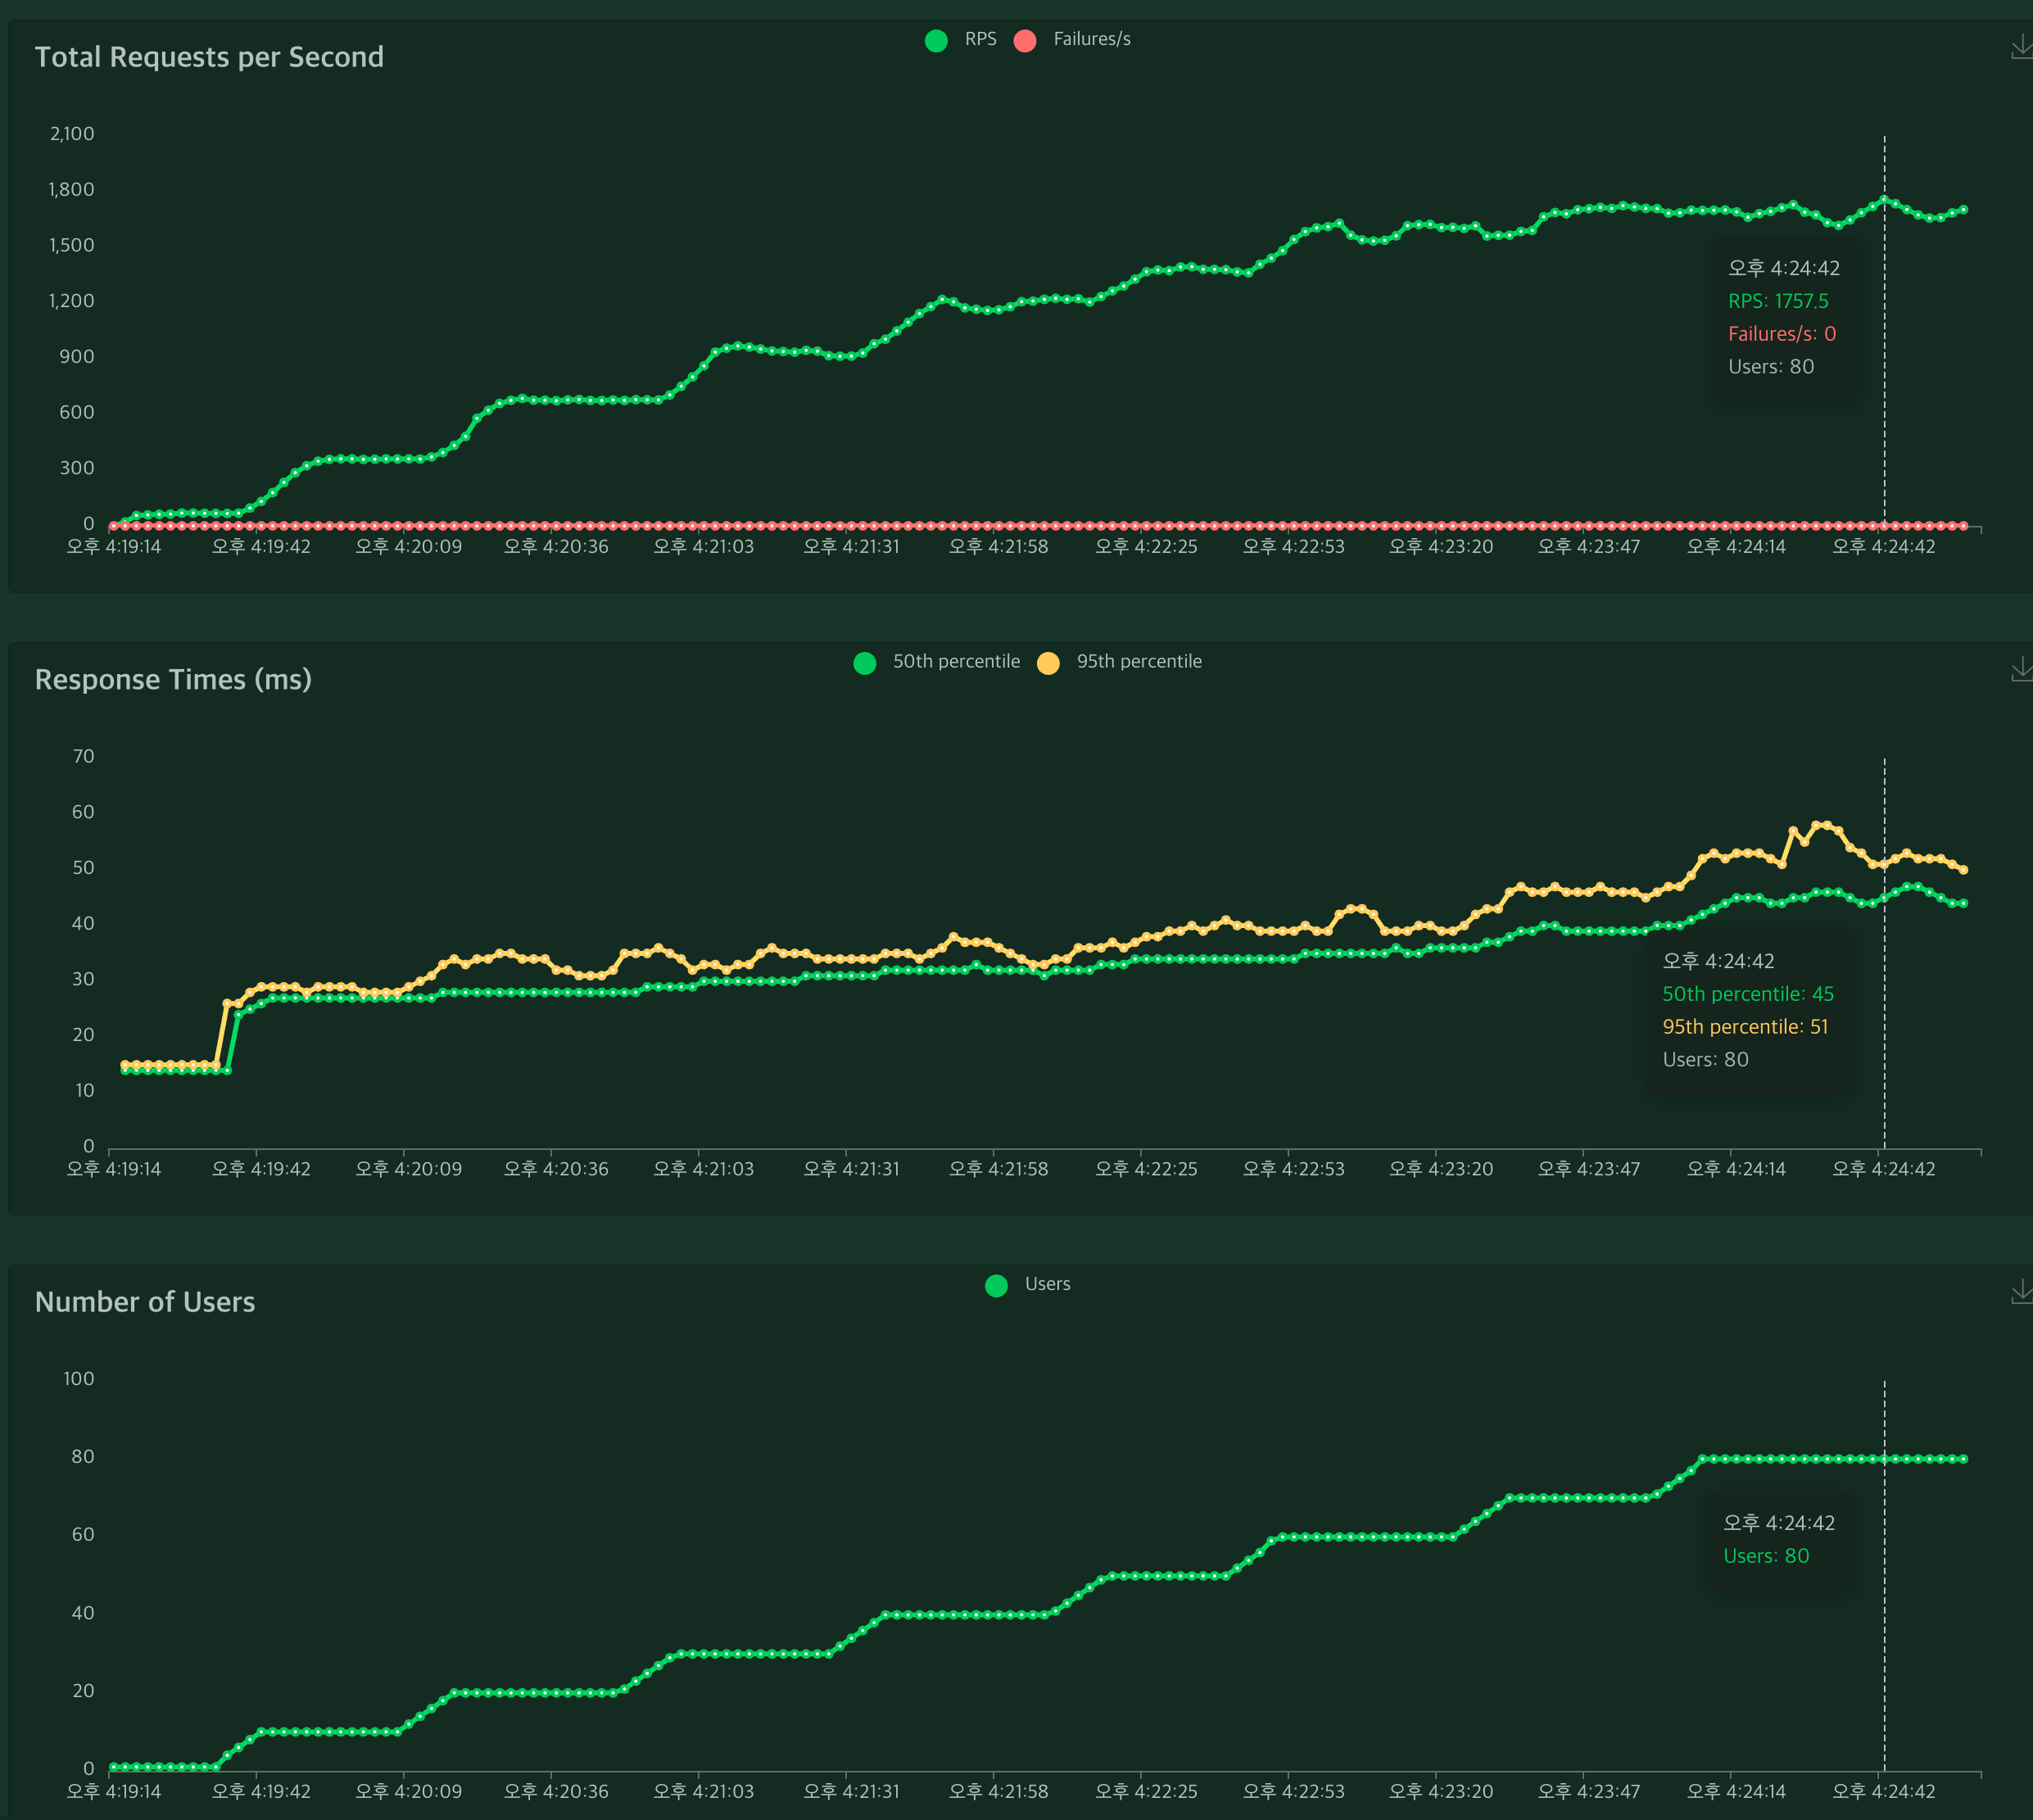 Total Requests per Second
RPS Failures/s
2,100
1,800
1,500
1,200
900
600
300
0
오후 4:24:42
RPS: 1757.5
Failures/s: 0
Users: 80
오후 4:19:14 오후 4:19:42 오후 4:20:09 오후 4:20:36 오후 4:21:03 오후 4:21:31 오후 4:21:58 오후 4:22:25 오후 4:22:53 오후 4:23:20 오후 4:23:47 오후 4:24:14 오후 4:24:42
Response Times (ms)
50th percentile 95th percentile
70
60
50
40
30
20
10
0
오후 4:24:42
50th percentile: 45
95th percentile: 51
Users: 80
오후 4:19:14 오후 4:19:42 오후 4:20:09 오후 4:20:36 오후 4:21:03 오후 4:21:31 오후 4:21:58 오후 4:22:25 오후 4:22:53 오후 4:23:20 오후 4:23:47 오후 4:24:14 오후 4:24:42
Number of Users
Users
100
80
60
40
20
0
오후 4:24:42
Users: 80
오후 4:19:14 오후 4:19:42 오후 4:20:09 오후 4:20:36 오후 4:21:03 오후 4:21:31 오후 4:21:58 오후 4:22:25 오후 4:22:53 오후 4:23:20 오후 4:23:47 오후 4:24:14 오후 4:24:42